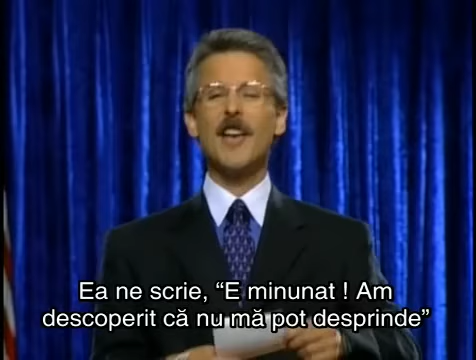 Ea ne scrie, “E minunat ! Am
descoperit că nu mă pot desprinde”